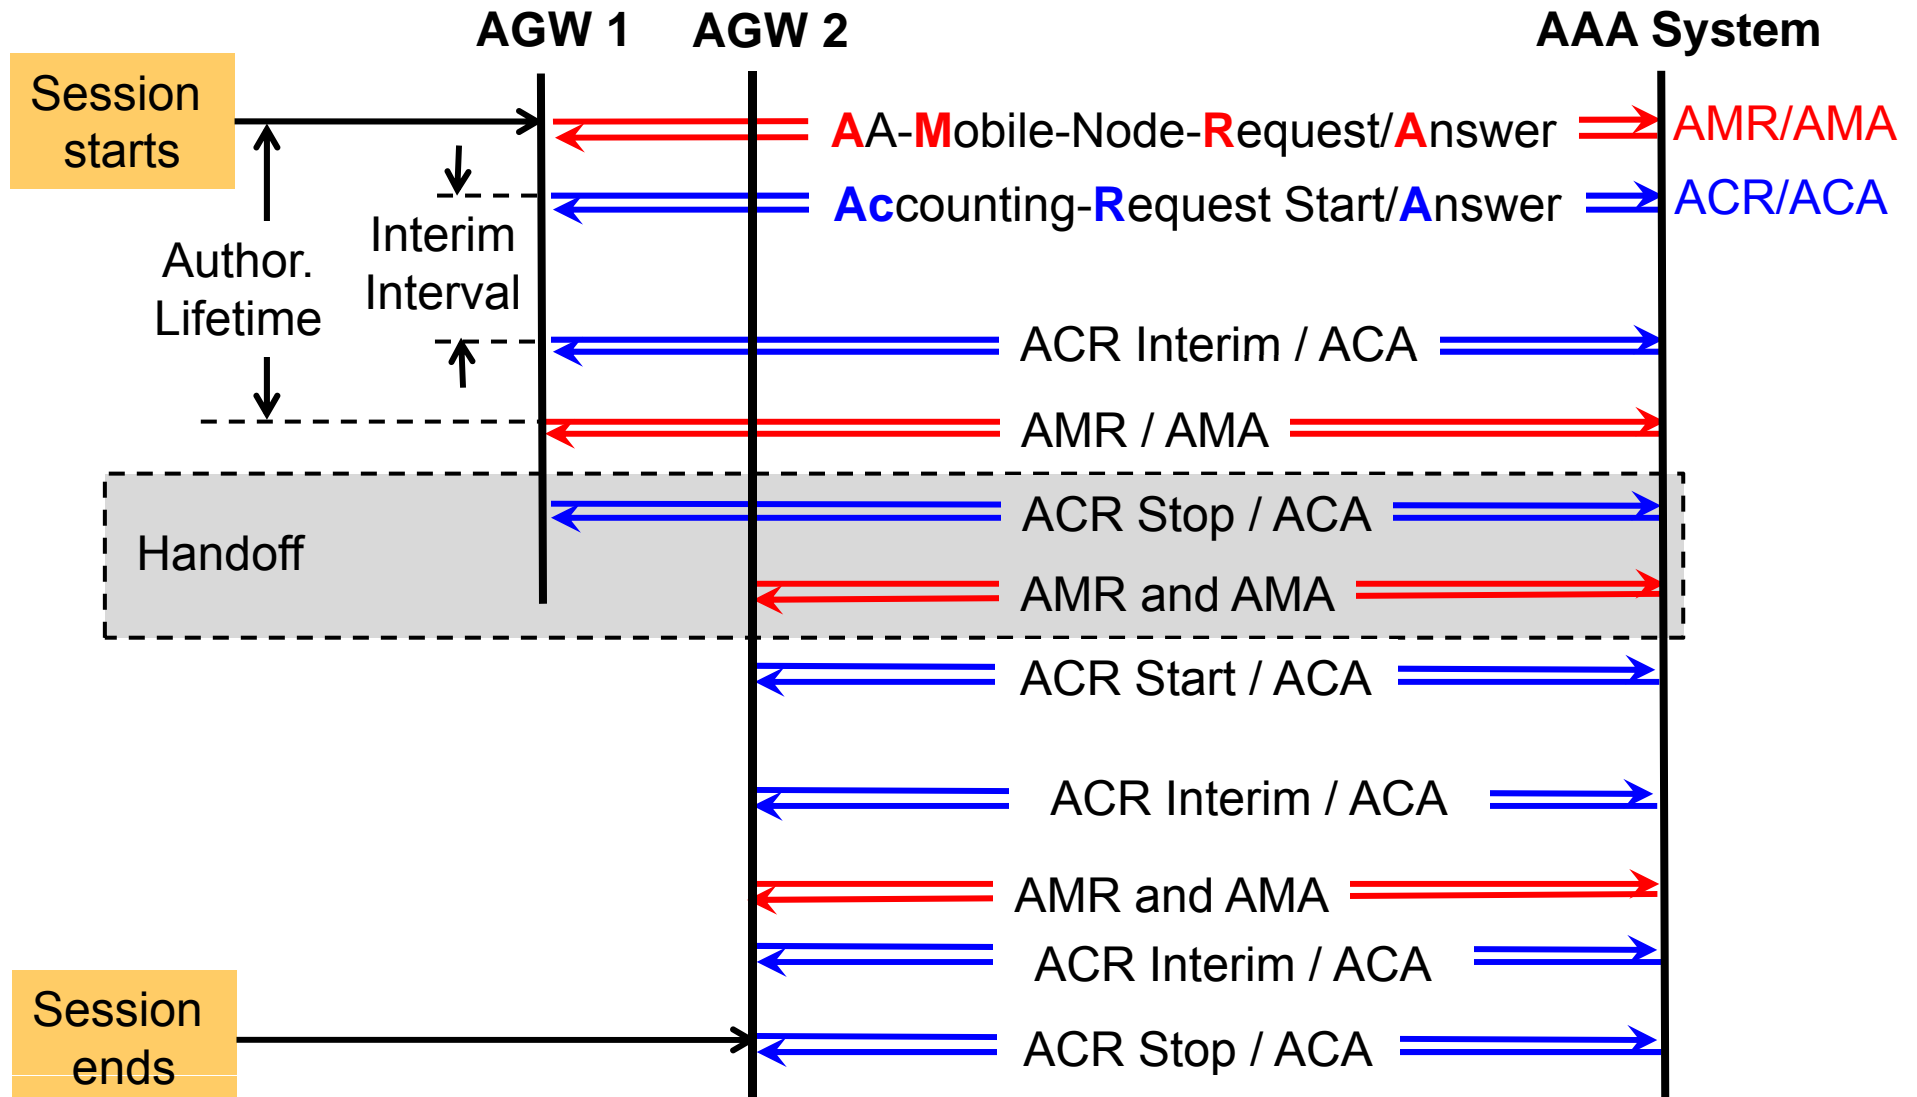 AGW 1
AGW 2
AAA System
Session
starts
AA-Mobile-Node-Request/Answer
AMR/AMA
Accounting-Request Start/Answer
ACR/ACA
Interim
Interval
Author.
Lifetime
ACR Interim / ACA
AMR / AMA
ACR Stop / ACA
Handoff
AMR and AMA
ACR Start / ACA
ACR Interim / ACA
AMR and AMA
ACR Interim / ACA
Session
ends
ACR Stop / ACA